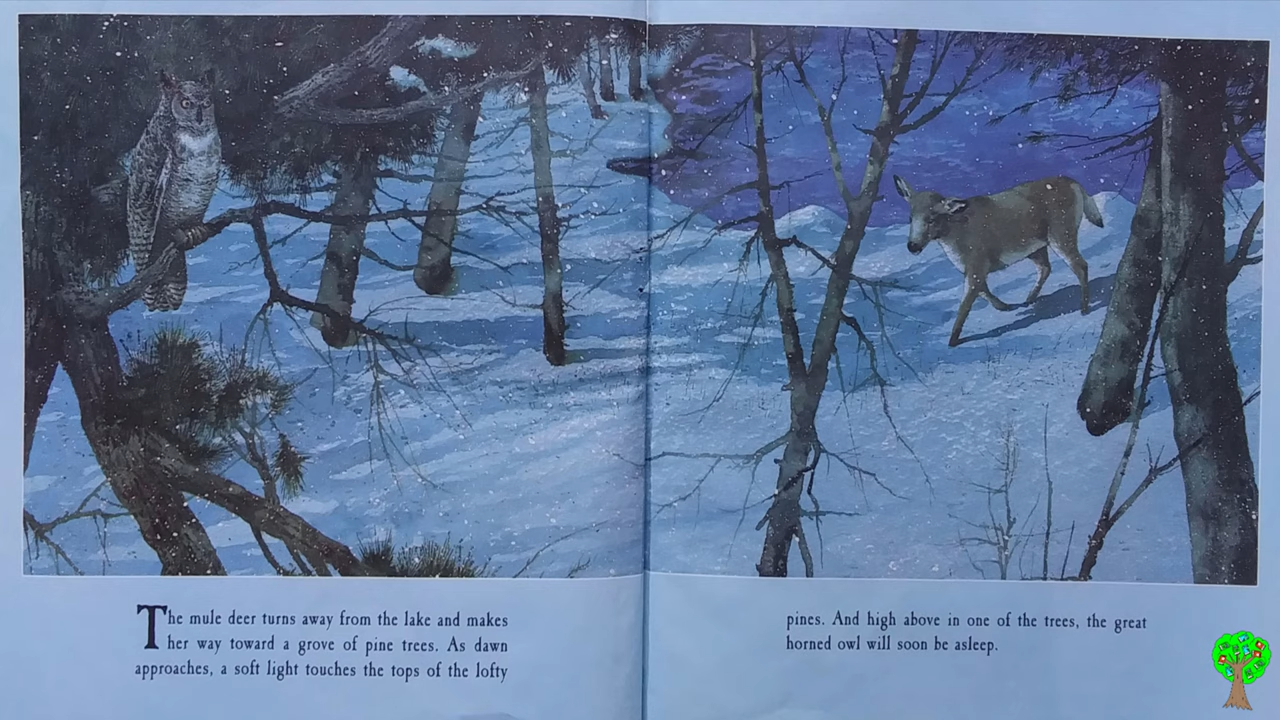 The mule deer turns away from the lake and makes
her way toward a grove of pine trees. As dawn
approaches, a soft light touches the tops of the lofty
pines. And high above in one of the trees, the great
horned owl will soon be asleep.